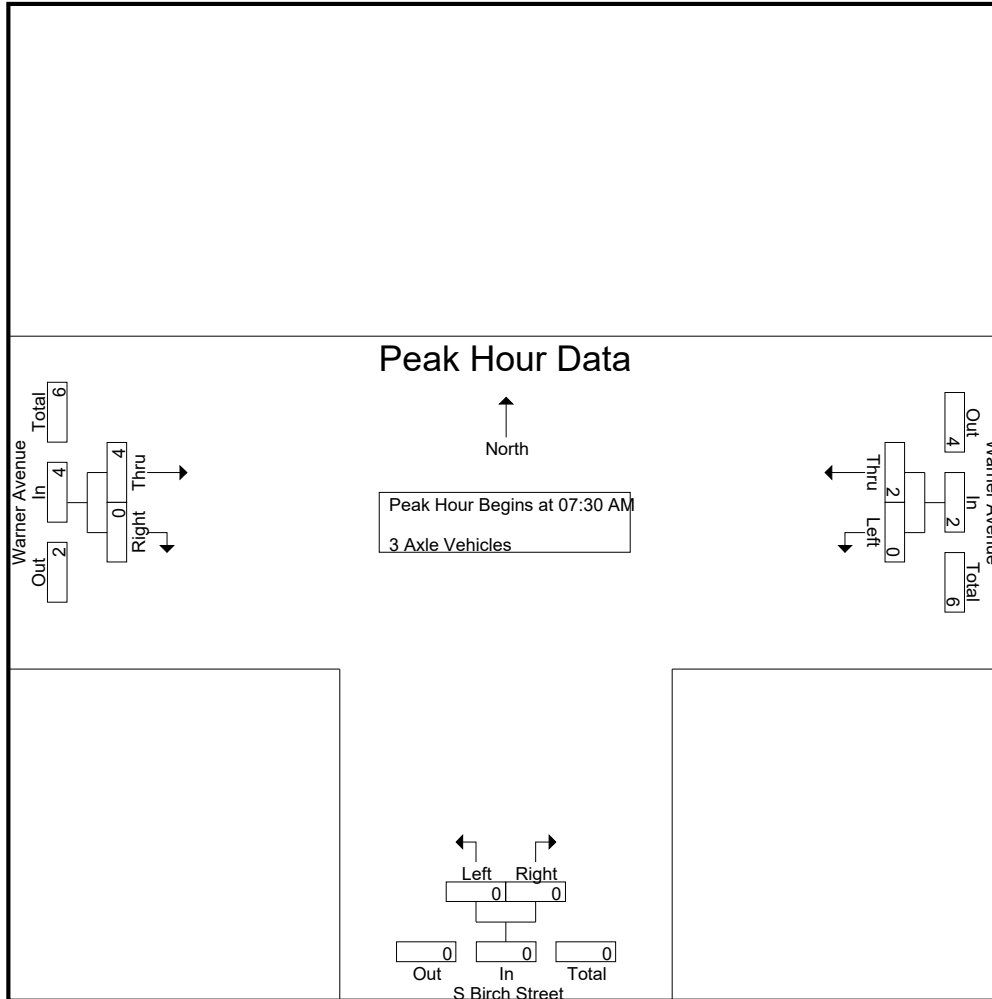 Peak Hour Data
North
Peak Hour Begins at 07:30 AM
3 Axle Vehicles
Warner Avenue
Total
6
In
4
Out
2
4
Thru
0
Right
Warner Avenue
Out
4
In
2
Total
6
Thru
2
Left
0
Left Right
0 0
0 0 0
Out In Total
S Birch Street